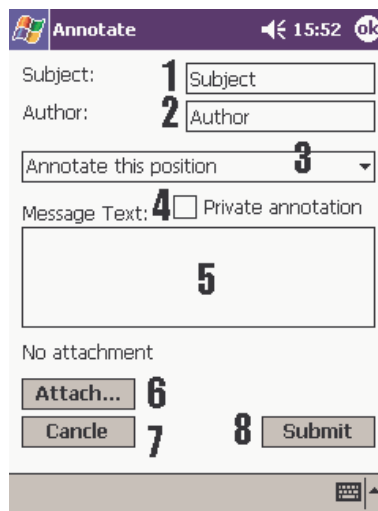 Annotate 15:52 ok
Subject: 1 Subject
Author: 2 Author
Annotate this position 3
Message Text: 4 Private annotation
5
No attachment
Attach... 6
Cancle 7 8 Submit